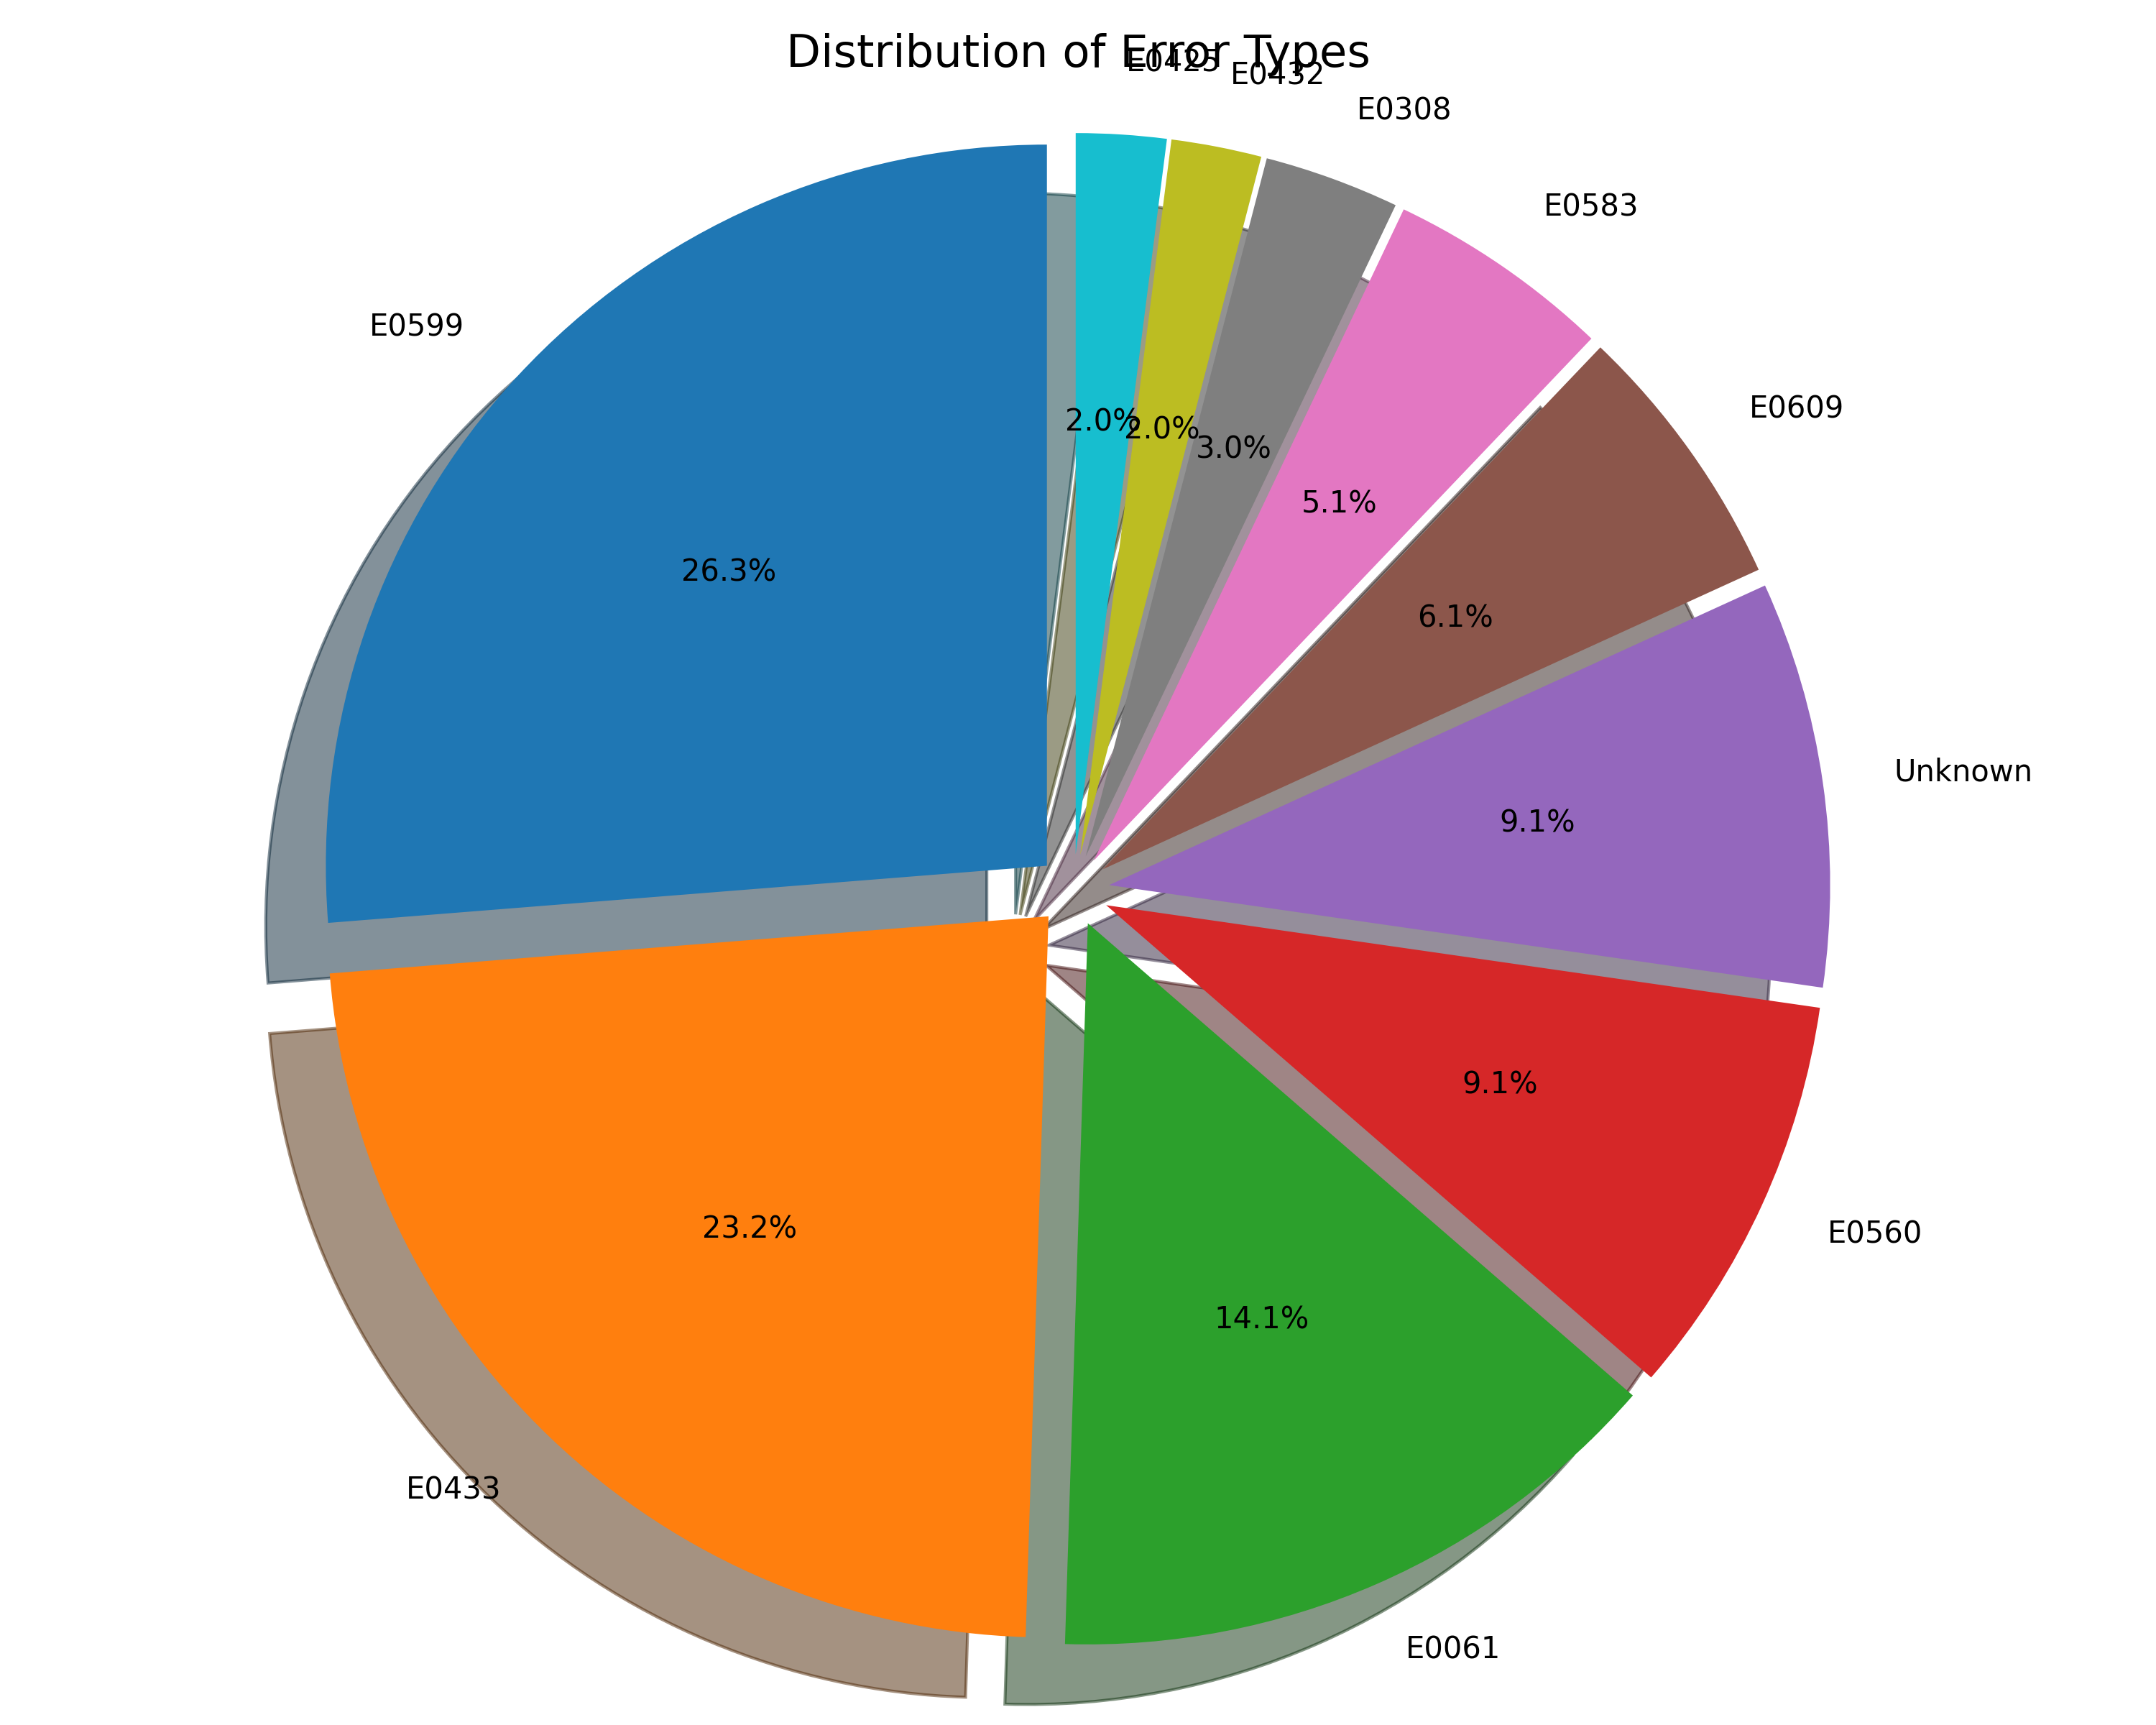 Distribution of Error Types
E0425
E0432
E0308
E0583
E0599
E0609
2.0%
2.0%
3.0%
5.1%
26.3%
6.1%
Unknown
9.1%
9.1%
23.2%
E0560
14.1%
E0433
E0061